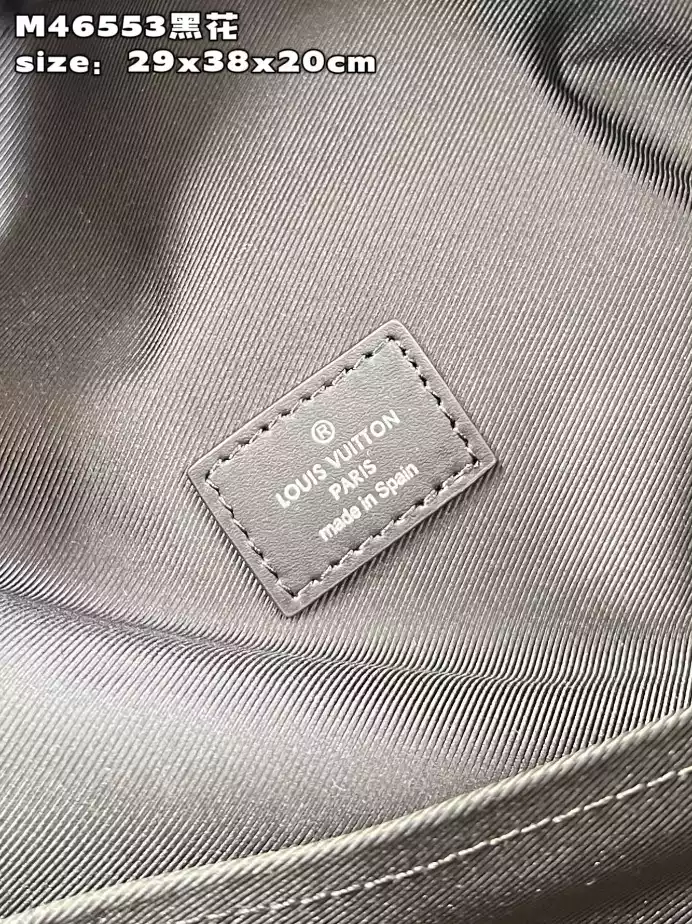 M46553黑花
size：29x38x20cm
®
LOUIS VUITTON
PARIS
made in Spain